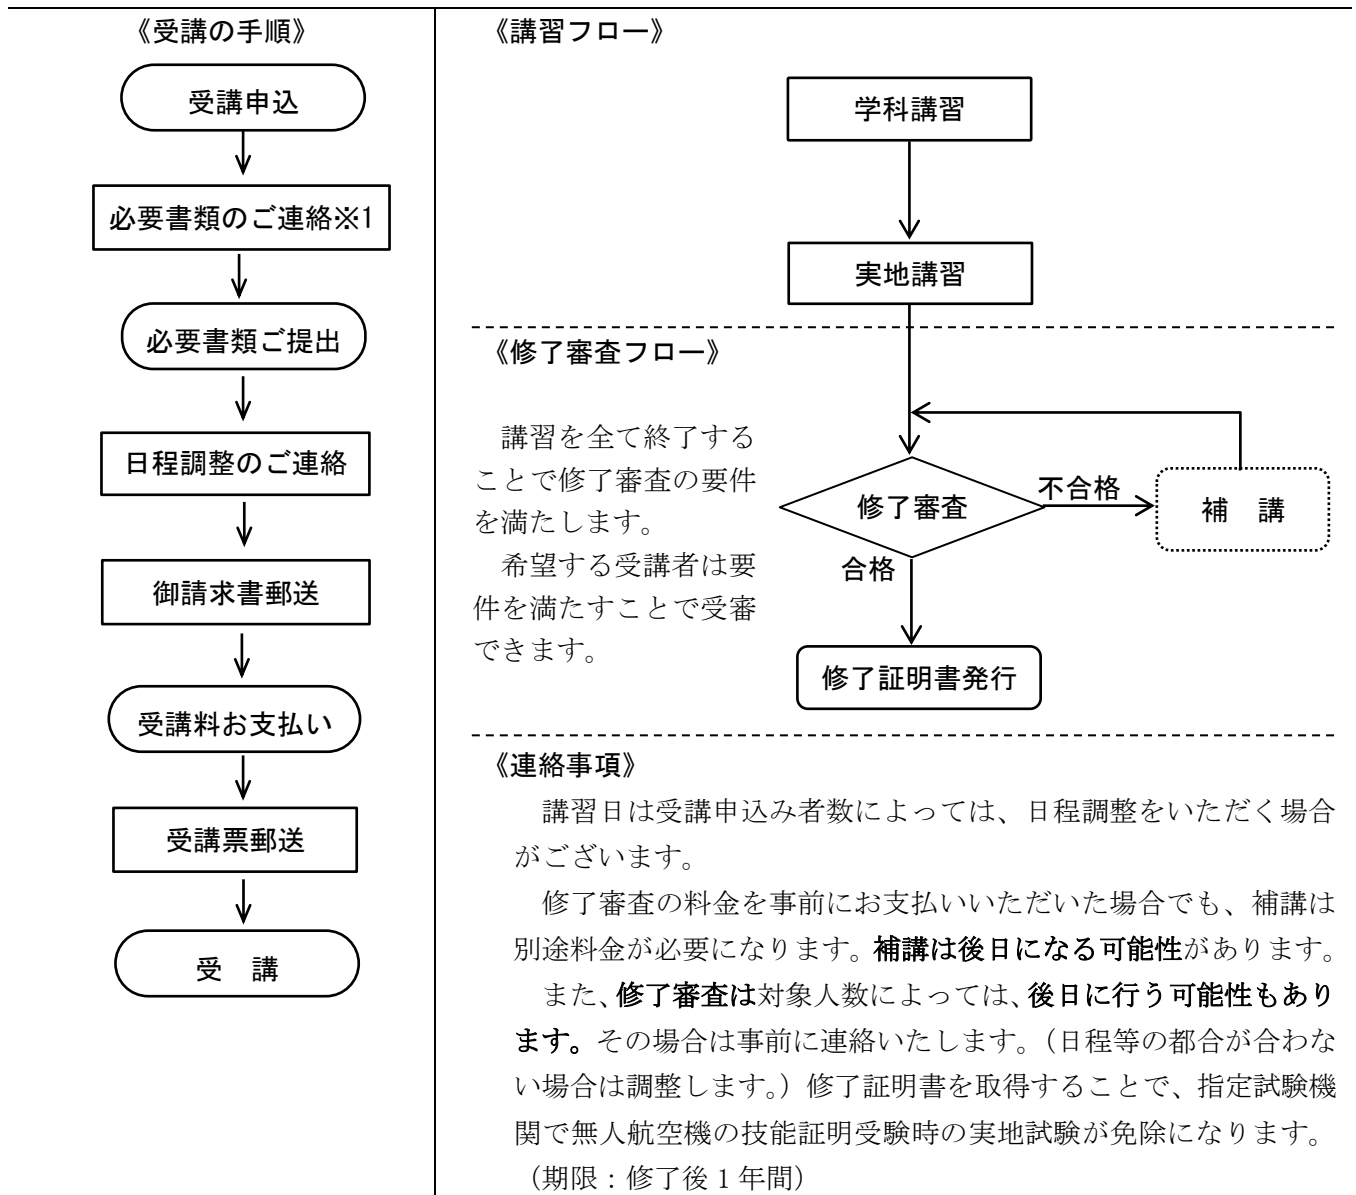 《受講の手順》
受講申込
必要書類のご連絡※1
必要書類ご提出
日程調整のご連絡
御請求書郵送
受講料お支払い
受講票郵送
受　講
《講習フロー》
学科講習
実地講習
《修了審査フロー》
講習を全て終了する
ことで修了審査の要件
を満たします。
希望する受講者は要
件を満たすことで受審
できます。
修了審査
不合格
補　講
合格
修了証明書発行
《連絡事項》
講習日は受講申込み者数によっては、日程調整をいただく場合
がございます。
修了審査の料金を事前にお支払いいただいた場合でも、補講は
別途料金が必要になります。補講は後日になる可能性があります。
また、修了審査は対象人数によっては、後日に行う可能性もあり
ます。その場合は事前に連絡いたします。（日程等の都合が合わな
い場合は調整します。）修了証明書を取得することで、指定試験機
関で無人航空機の技能証明受験時の実地試験が免除になります。
（期限：修了後１年間）